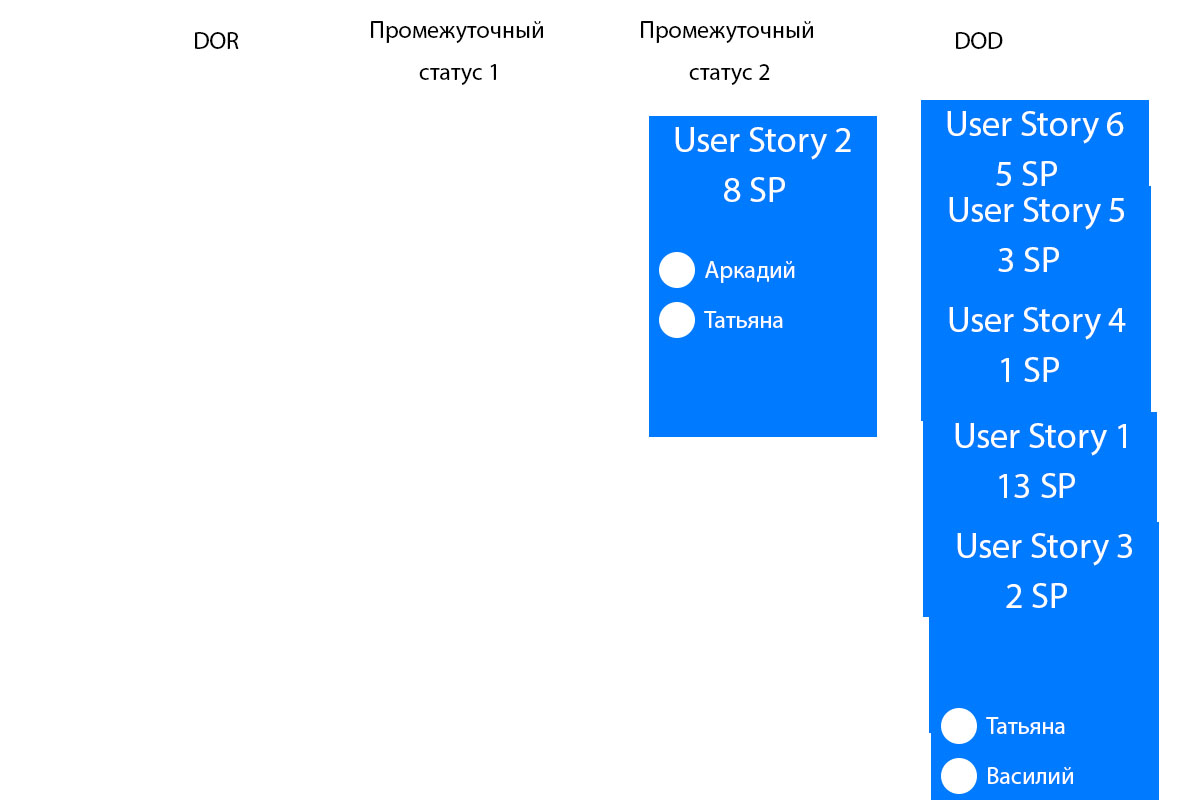 DOR
Промежуточный
статус 1
Промежуточный
статус 2
DOD
User Story 2
8 SP
Аркадий
Татьяна
User Story 6
5 SP
User Story 5
3 SP
User Story 4
1 SP
User Story 1
13 SP
User Story 3
2 SP
Татьяна
Василий